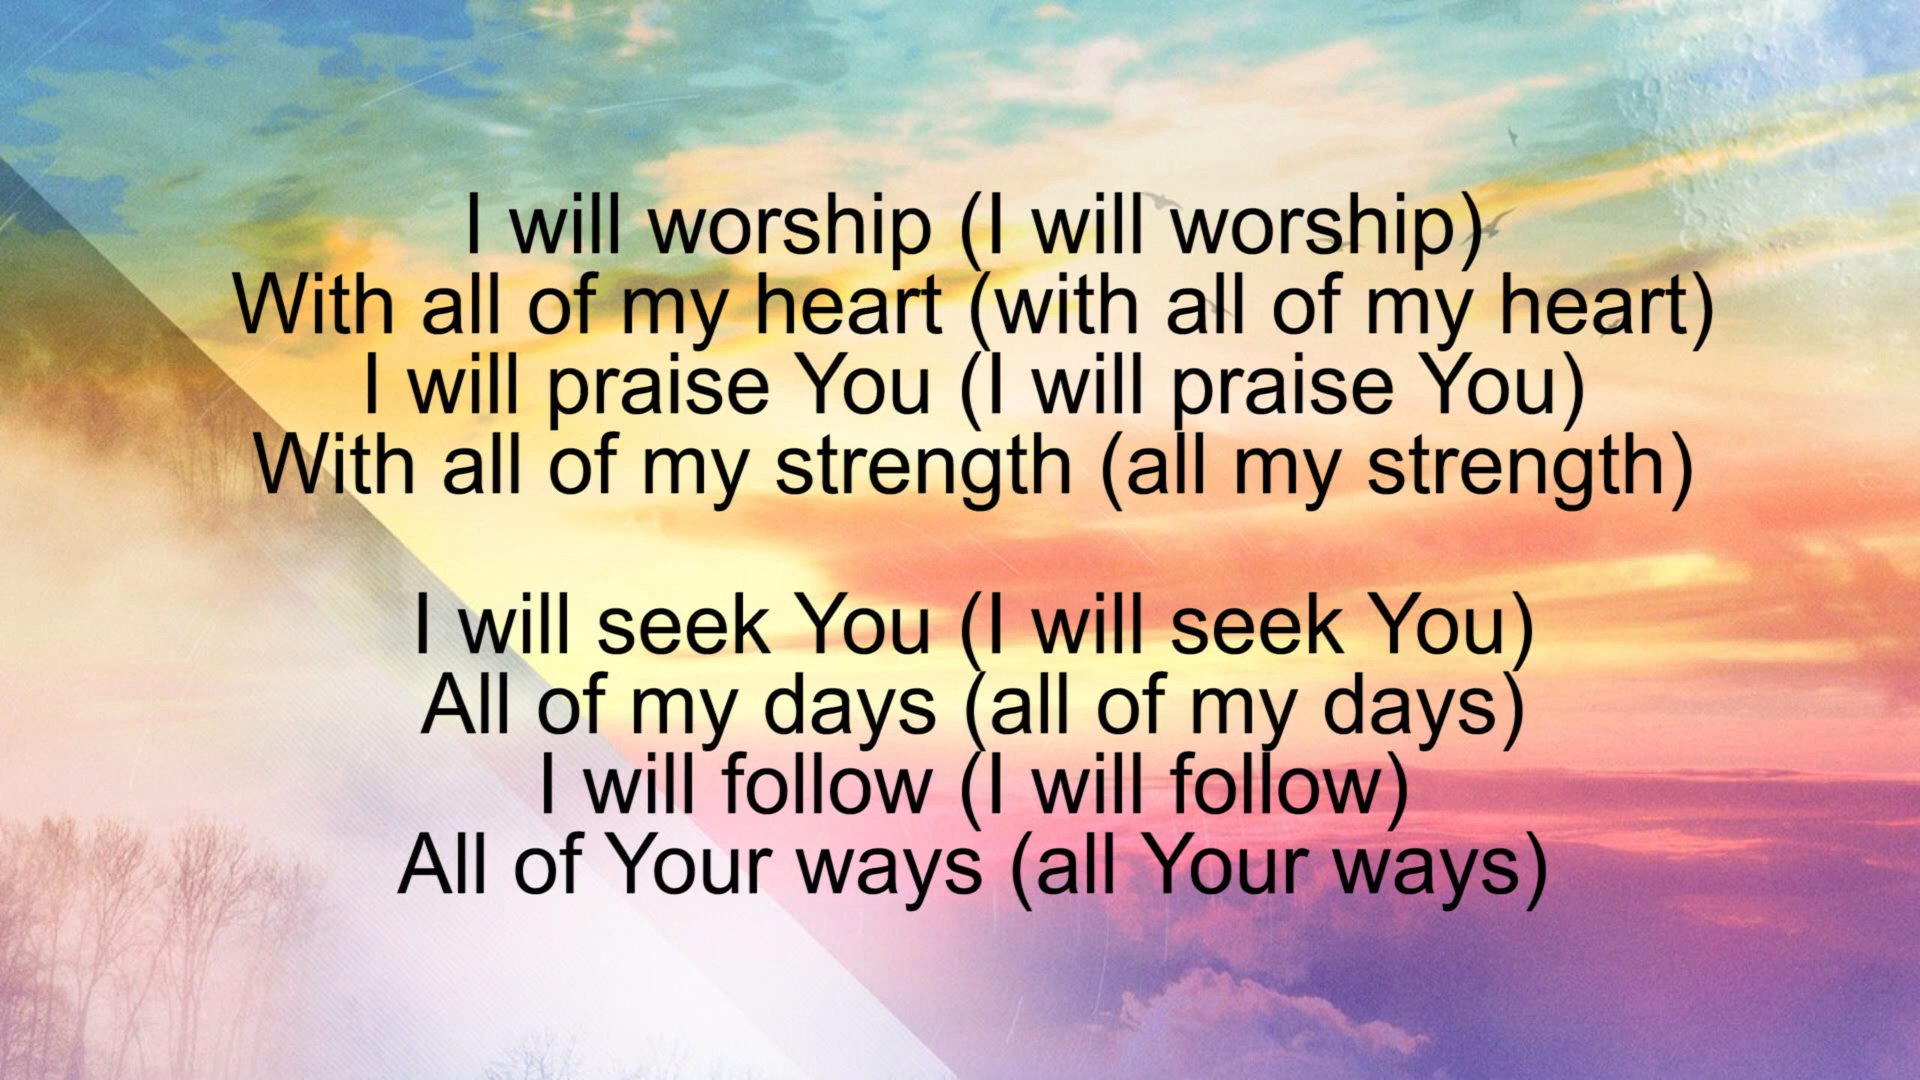 I will worship (I will worship)
With all of my heart (with all of my heart)
I will praise You (I will praise You)
With all of my strength (all my strength)
I will seek You (I will seek You)
All of my days (all of my days)
I will follow (I will follow)
All of Your ways (all Your ways)